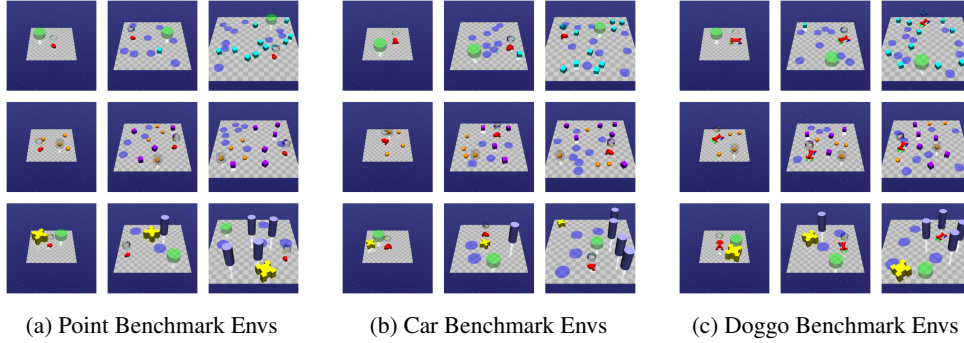 (a) Point Benchmark Envs
(b) Car Benchmark Envs
(c) Doggo Benchmark Envs